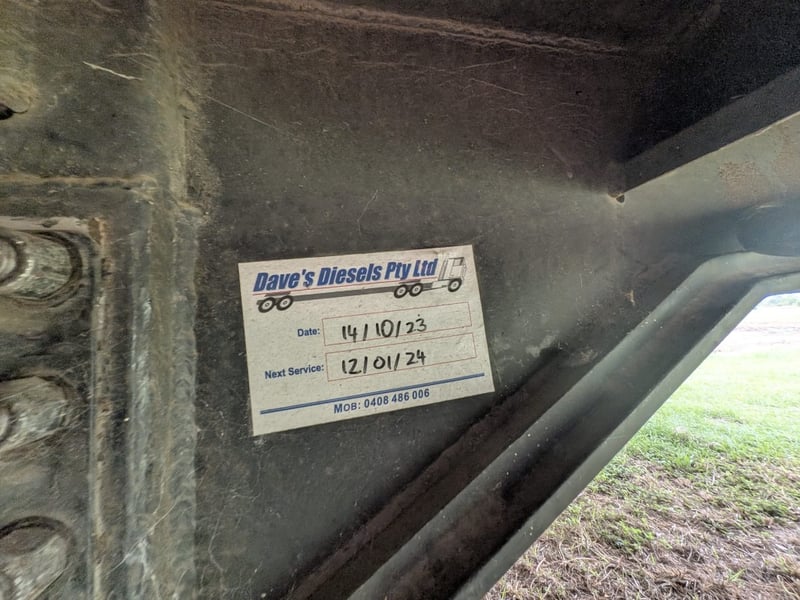 Dave's Diesels Pty Ltd
Date: 14/10/23
Next Service: 12/01/24
MOB: 0408 486 006